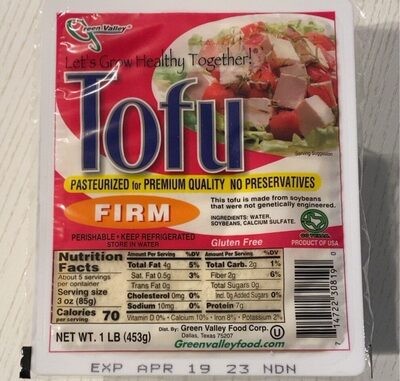 Green Valley®
Let's Grow Healthy Together!®
Tofu
Serving Suggestion
PASTEURIZED for PREMIUM QUALITY NO PRESERVATIVES
FIRM
This tofu is made from soybeans
that were not genetically engineered.
INGREDIENTS: WATER,
SOYBEANS, CALCIUM SULFATE.
PERISHABLE • KEEP REFRIGERATED
STORE IN WATER
Gluten Free
GO TEXAN.
PRODUCT OF USA
Nutrition
Facts
About 5 servings
per container
Serving size
3 oz (85g)
Calories
per serving 70
Amount Per Serving %DV
Total Fat 4g 5%
Sat. Fat 0.5g 3%
Trans Fat 0g
Cholesterol 0mg 0%
Sodium 10mg 0%
Amount Per Serving %DV
Total Carb. 2g 1%
Fiber 2g 6%
Total Sugars 0g
Incl. 0g Added Sugars 0%
Protein 7g
Vitamin D 0% • Calcium 10% • Iron 8% • Potassium 2%
7 14722 30819 0
NET WT. 1 LB (453g)
Dist. By: Green Valley Food Corp.
Dallas, Texas 75207
Greenvalleyfood.com
EXP APR 19 23 NDN